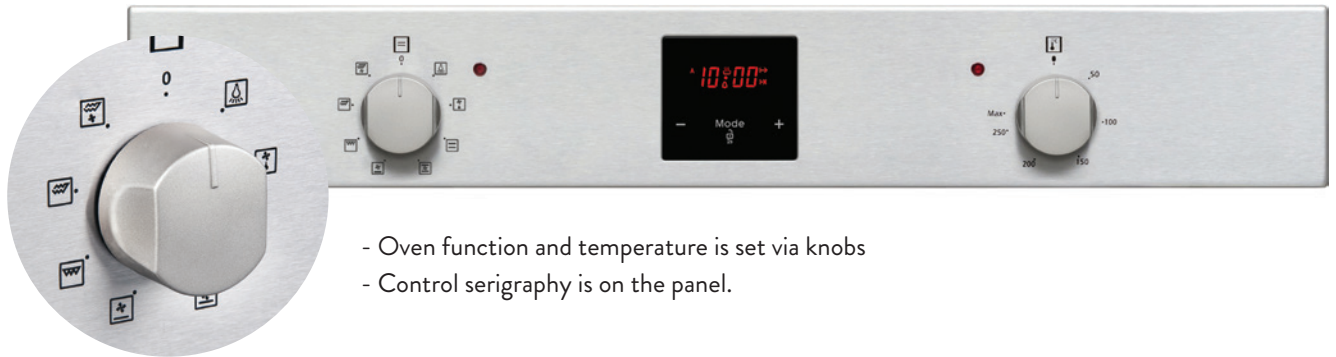 0
0
A 10:00
50
Max
100
- Mode +
250°
200
150
- Oven function and temperature is set via knobs
- Control serigraphy is on the panel.